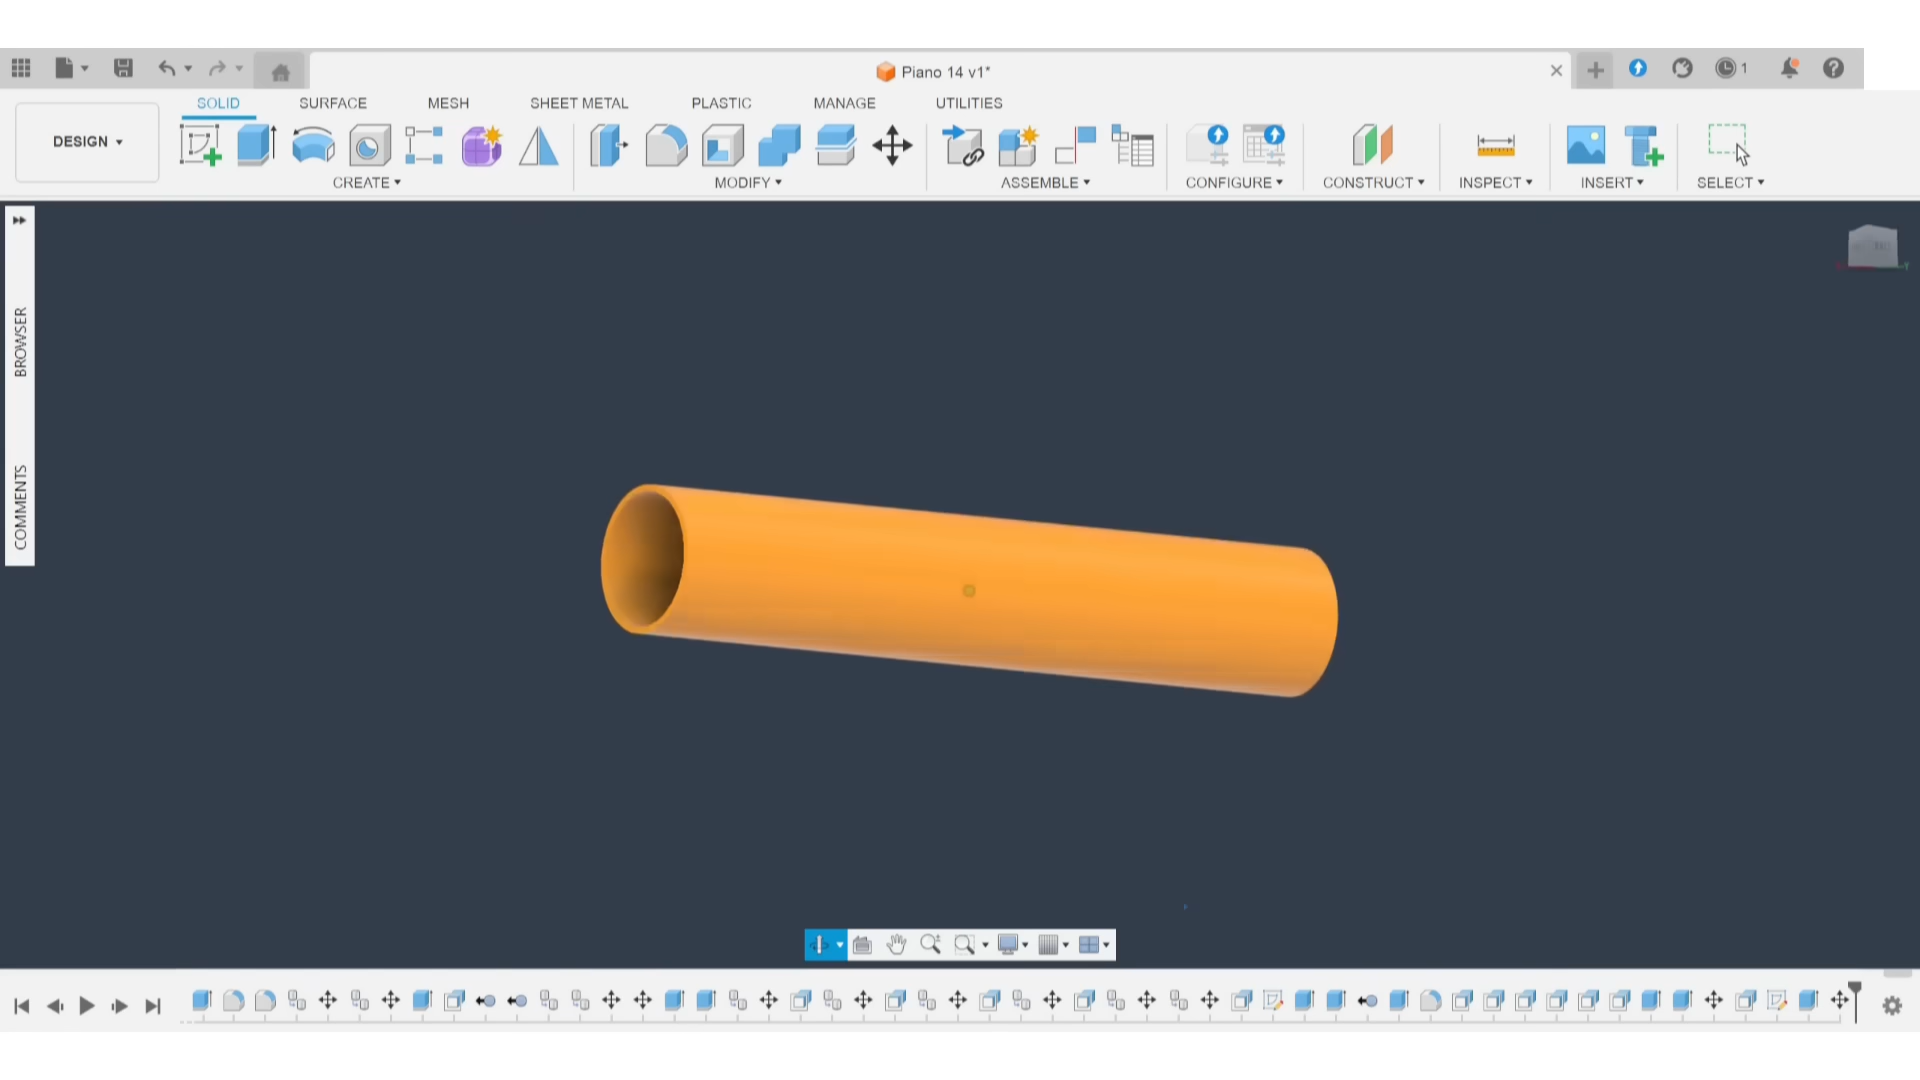 Piano 14 v1*
1
SOLID
SURFACE
MESH
SHEET METAL
PLASTIC
MANAGE
UTILITIES
DESIGN
CREATE
MODIFY
ASSEMBLE
CONFIGURE
CONSTRUCT
INSPECT
INSERT
SELECT
BROWSER
COMMENTS